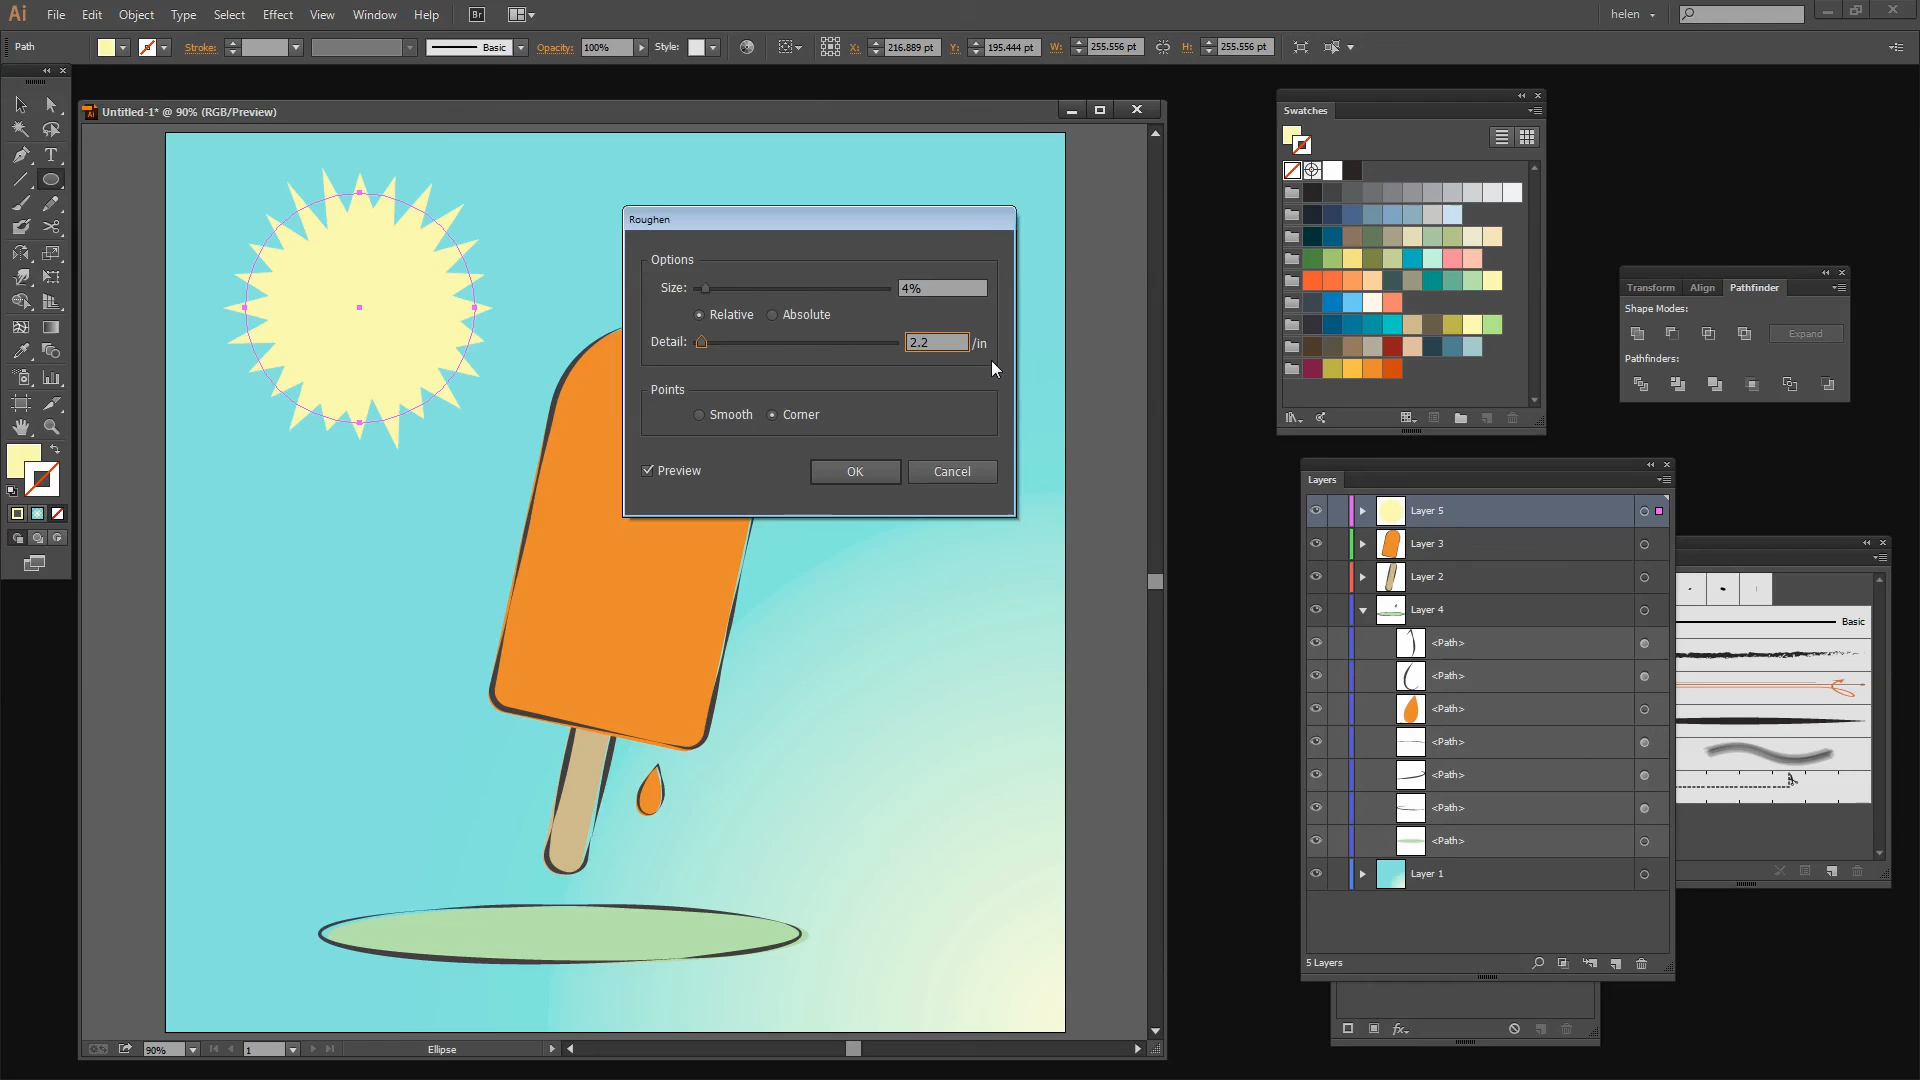 Ai File Edit Object Type Select Effect View Window Help Br helen
Path Stroke: Basic Opacity: 100% Style: X: 216.889 pt Y: 195.444 pt W: 255.556 pt H: 255.556 pt
Untitled-1* @ 90% (RGB/Preview)
T
Roughen
Options
Size: 4%
Relative Absolute
Detail: 2.2 /in
Points
Smooth Corner
Preview OK Cancel
Swatches
Transform Align Pathfinder
Shape Modes:
Expand
Pathfinders:
Layers
Layer 5
Layer 3
Layer 2
Layer 4
<Path>
<Path>
<Path>
<Path>
<Path>
<Path>
<Path>
Layer 1
5 Layers
Basic
fx
90% 1 Ellipse